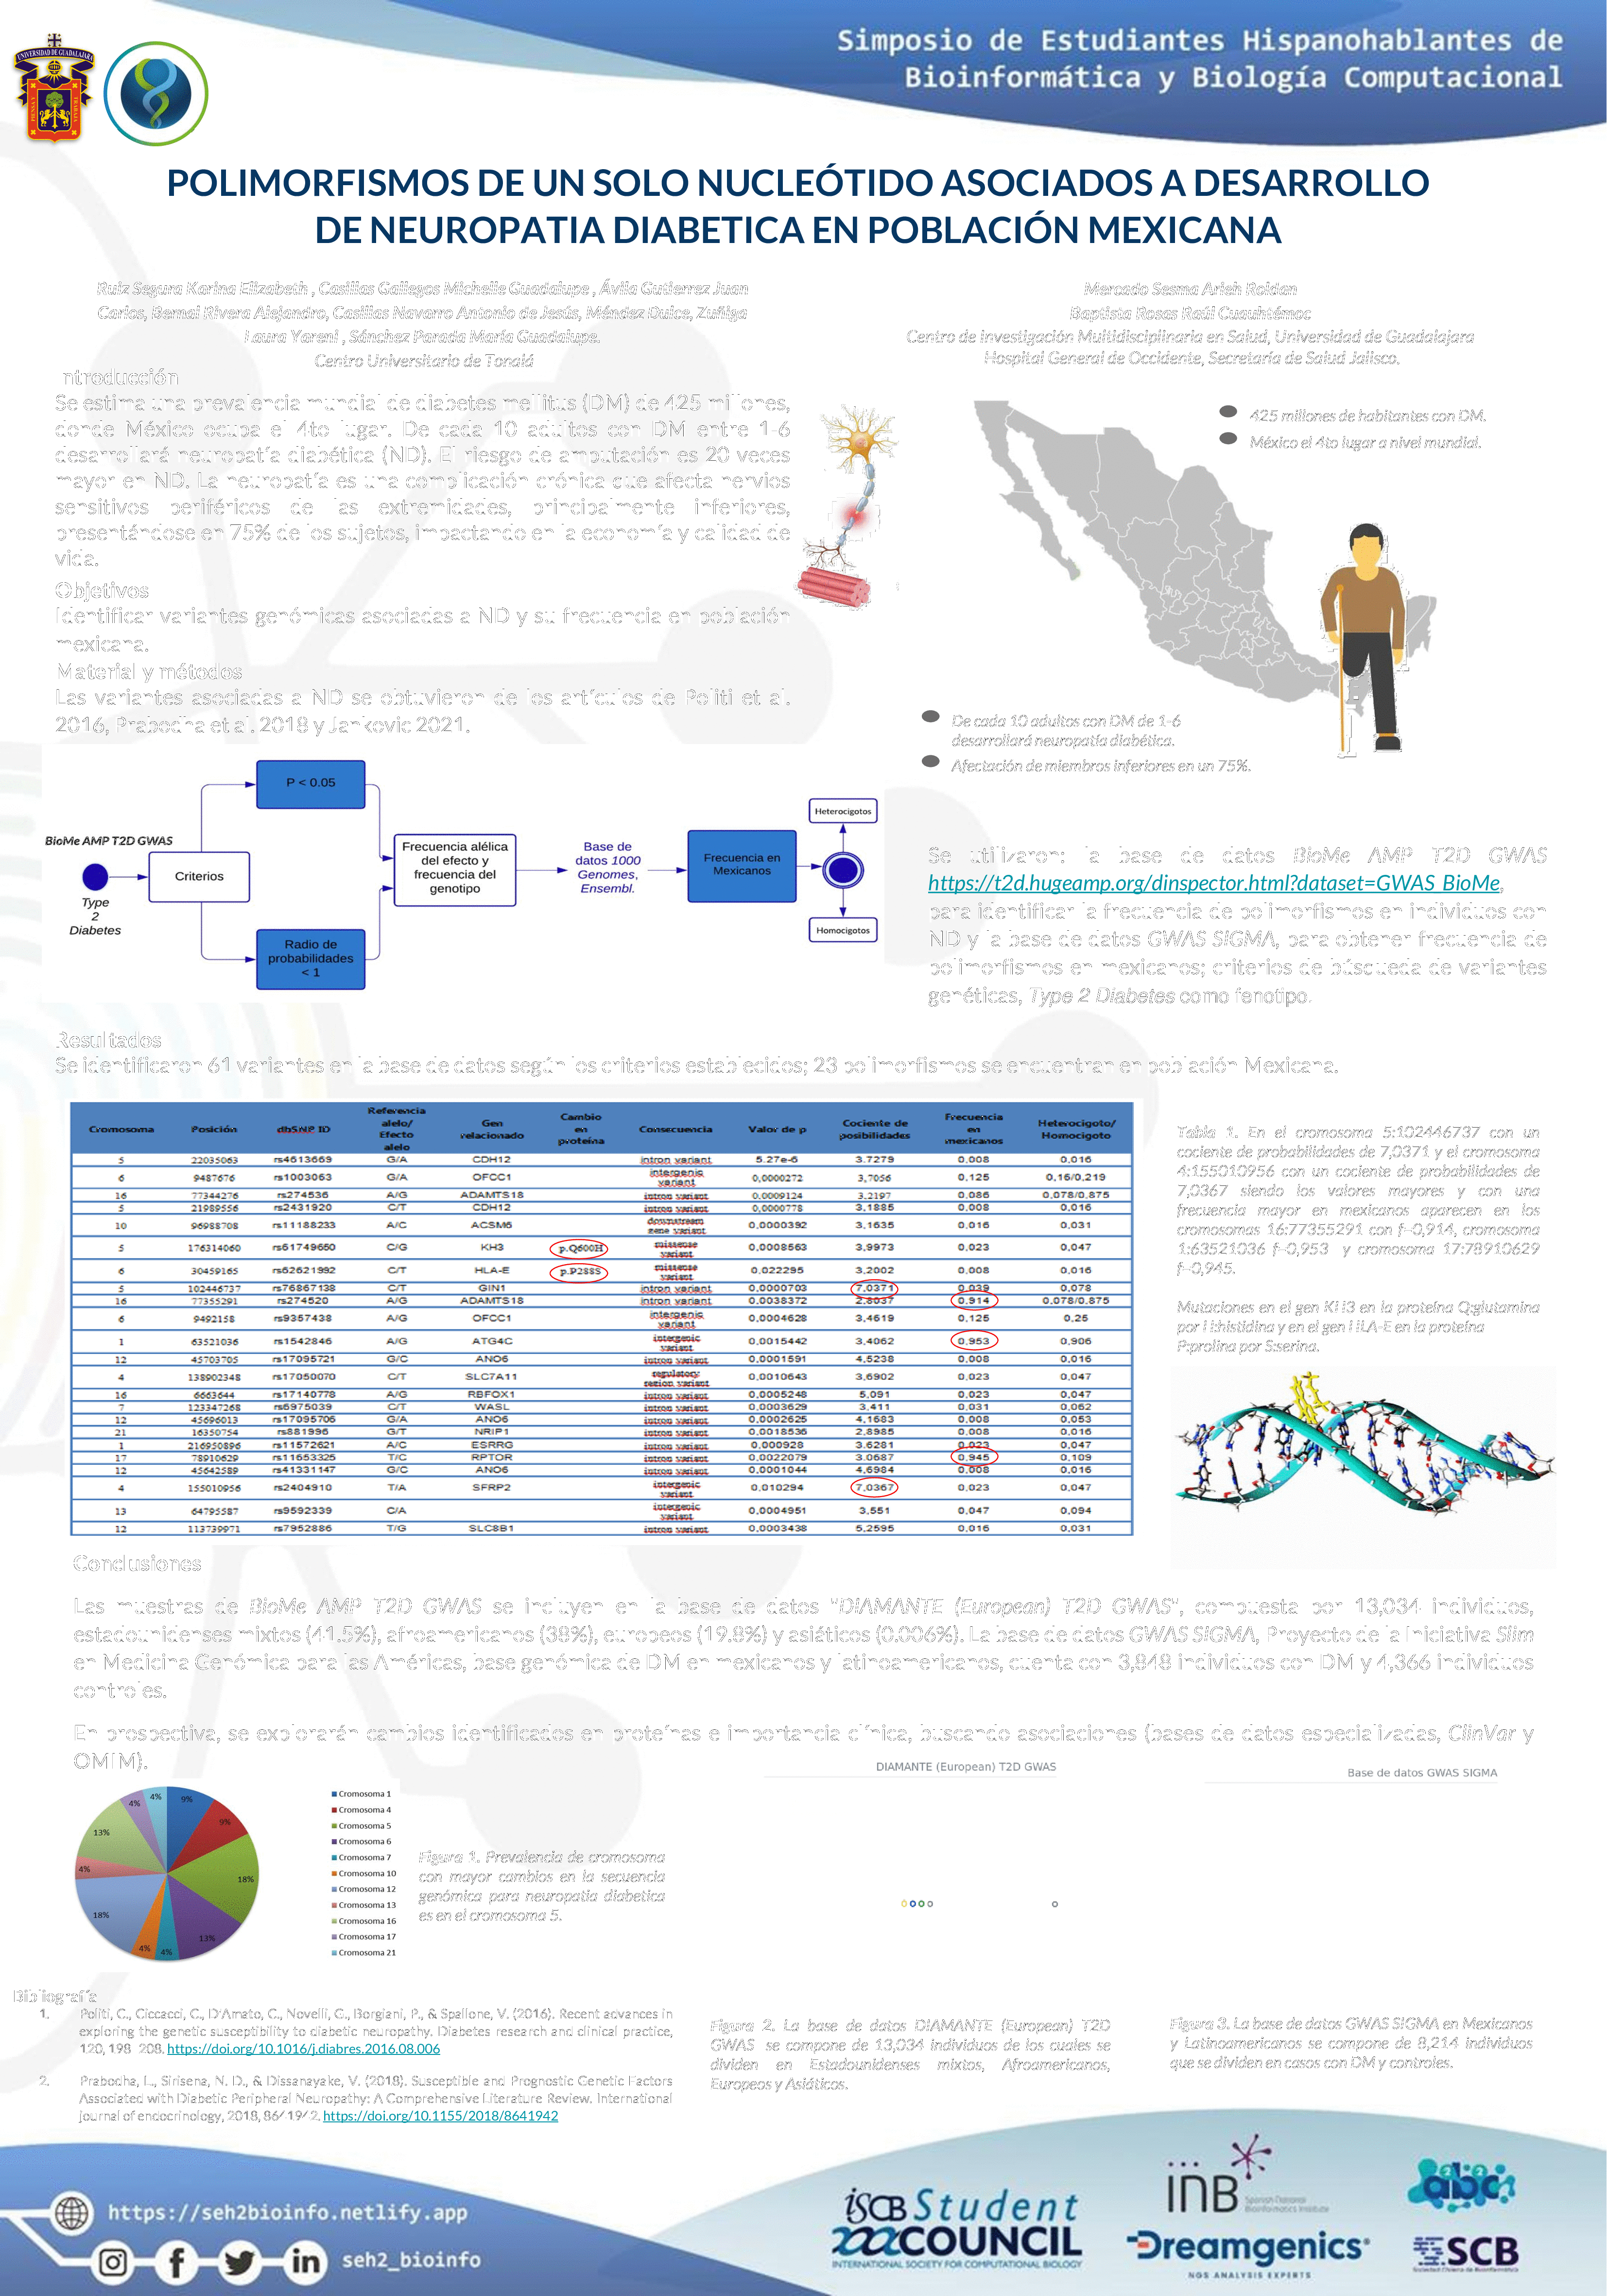 Simposio de Estudiantes Hispanohablantes de
Bioinformática y Biología Computacional
UNIVERSIDAD DE GUADALAJARA
POLIMORFISMOS DE UN SOLO NUCLEÓTIDO ASOCIADOS A DESARROLLO
DE NEUROPATIA DIABETICA EN POBLACIÓN MEXICANA
Ruiz Segura Karina Elizabeth , Casillas Gallegos Michelle Guadalupe , Ávila Gutierrez Juan
Carlos, Bernal Rivera Alejandro, Casillas Navarro Antonio de Jesús, Méndez Dulce, Zuñiga
Laura Yareni , Sánchez Parada María Guadalupe.
Centro Universitario de Tonalá
Mercado Sesma Arieh Roldan
Baptista Rosas Raúl Cuauhtémoc
Centro de Investigación Multidisciplinaria en Salud, Universidad de Guadalajara
Hospital General de Occidente, Secretaría de Salud Jalisco.
Introducción
Se estima una prevalencia mundial de diabetes mellitus (DM) de 425 millones,
donde México ocupa el 4to lugar. De cada 10 adultos con DM entre 1-6
desarrollará neuropatía diabética (ND). El riesgo de amputación es 20 veces
mayor en ND. La neuropatía es una complicación crónica que afecta nervios
sensitivos periféricos de las extremidades, principalmente inferiores,
presentándose en 75% de los sujetos, impactando en la economía y calidad de
vida.
Objetivos
Identificar variantes genómicas asociadas a ND y su frecuencia en población
mexicana.
Material y métodos
Las variantes asociadas a ND se obtuvieron de los artículos de Politi et al.
2016, Prabodha et al. 2018 y Jankovic 2021.
425 millones de habitantes con DM.
México el 4to lugar a nivel mundial.
De cada 10 adultos con DM de 1-6
desarrollará neuropatía diabética.
Afectación de miembros inferiores en un 75%.
BioMe AMP T2D GWAS
Type
2
Diabetes
Criterios
P < 0.05
Radio de
probabilidades
< 1
Frecuencia alélica
del efecto y
frecuencia del
genotipo
Base de
datos 1000
Genomes,
Ensembl.
Frecuencia en
Mexicanos
Heterocigotos
Homocigotos
Se utilizaron: la base de datos BioMe AMP T2D GWAS
https://t2d.hugeamp.org/dinspector.html?dataset=GWAS_BioMe,
para identificar la frecuencia de polimorfismos en individuos con
ND y la base de datos GWAS SIGMA, para obtener frecuencia de
polimorfismos en mexicanos; criterios de búsqueda de variantes
genéticas, Type 2 Diabetes como fenotipo.
Resultados
Se identificaron 61 variantes en la base de datos según los criterios establecidos; 23 polimorfismos se encuentran en población Mexicana.
Cromosoma Posición dbSNP ID Referencia alelo/ Efecto alelo Gen relacionado Cambio en proteína Consecuencia Valor de p Cociente de posibilidades Frecuencia en mexicanos Heterocigoto/ Homocigoto
5 22035063 rs4613669 G/A CDH12 intron variant 5.27e-6 3.7279 0,008 0,016
6 9487676 rs1003063 G/A OFCC1 intergenic variant 0,0000272 3,7056 0,125 0,16/0,219
16 77344276 rs274536 A/G ADAMTS18 intron variant 0.0009124 3.2197 0,086 0,078/0,875
5 21989556 rs2431920 C/T CDH12 intron variant 0,0000778 3,1885 0,008 0,016
10 96988708 rs11188233 A/C ACSM6 downstream gene variant 0,0000392 3,1635 0,016 0,031
5 176314060 rs61749650 C/G KH3 p.Q600H missense variant 0,0008563 3,9973 0,023 0,047
6 30459165 rs62621992 C/T HLA-E p.P288S missense variant 0,022295 3,2002 0,008 0,016
5 102446737 rs76867138 C/T GIN1 intron variant 0,0000703 7,0371 0,039 0,078
16 77355291 rs274520 A/G ADAMTS18 intron variant 0,0038372 2,8037 0,914 0,078/0,875
6 9492158 rs9357438 A/G OFCC1 intergenic variant 0,0004628 3,4619 0,125 0,25
1 63521036 rs1542846 A/G ATG4C intergenic variant 0,0015442 3,4062 0,953 0,906
12 45703705 rs17095721 G/C ANO6 intron variant 0,0001591 4,5238 0,008 0,016
4 138902348 rs17050070 C/T SLC7A11 regulatory region variant 0,0010643 3,6902 0,023 0,047
16 6663644 rs17140778 A/G RBFOX1 intron variant 0,0005248 5,091 0,023 0,047
7 123347268 rs6975039 C/T WASL intron variant 0,0003629 3,411 0,031 0,062
12 45696013 rs17095706 G/A ANO6 intron variant 0,0002625 4,1683 0,008 0,053
21 16350754 rs881996 G/T NRIP1 intron variant 0,0018536 2,8985 0,008 0,016
1 216950896 rs11572621 A/C ESRRG intron variant 0,000928 3.6281 0,023 0,047
17 78910629 rs11653325 T/C RPTOR intron variant 0,0022079 3.0687 0,945 0,109
12 45642589 rs41331147 G/C ANO6 intron variant 0,0001044 4,6984 0,008 0,016
4 155010956 rs2404910 T/A SFRP2 intergenic variant 0,010294 7,0367 0,023 0,047
13 64795587 rs9592339 C/A intergenic variant 0,0004951 3,551 0,047 0,094
12 113739971 rs7952886 T/G SLC8B1 intron variant 0,0003438 5,2595 0,016 0,031
Tabla 1. En el cromosoma 5:102446737 con un
cociente de probabilidades de 7,0371 y el cromosoma
4:155010956 con un cociente de probabilidades de
7,0367 siendo los valores mayores y con una
frecuencia mayor en mexicanos aparecen en los
cromosomas 16:77355291 con f=0,914, cromosoma
1:63521036 f=0,953 y cromosoma 17:78910629
f=0,945.
Mutaciones en el gen KH3 en la proteína Q:glutamina
por H:histidina y en el gen HLA-E en la proteína
P:prolina por S:serina.
Conclusiones
Las muestras de BioMe AMP T2D GWAS se incluyen en la base de datos "DIAMANTE (European) T2D GWAS", compuesta por 13,034 individuos,
estadounidenses mixtos (41.5%), afroamericanos (38%), europeos (19.8%) y asiáticos (0.006%). La base de datos GWAS SIGMA, Proyecto de la Iniciativa Slim
en Medicina Genómica para las Américas, base genómica de DM en mexicanos y latinoamericanos, cuenta con 3,848 individuos con DM y 4,366 individuos
controles.
En prospectiva, se explorarán cambios identificados en proteínas e importancia clínica, buscando asociaciones (bases de datos especializadas, ClinVar y
OMIM).
9%
9%
18%
13%
4%
4%
18%
4%
13%
4%
4%
Cromosoma 1
Cromosoma 4
Cromosoma 5
Cromosoma 6
Cromosoma 7
Cromosoma 10
Cromosoma 12
Cromosoma 13
Cromosoma 16
Cromosoma 17
Cromosoma 21
Figura 1. Prevalencia de cromosoma
con mayor cambios en la secuencia
genómica para neuropatia diabetica
es en el cromosoma 5.
DIAMANTE (European) T2D GWAS
Base de datos GWAS SIGMA
Figura 2. La base de datos DIAMANTE (European) T2D
GWAS se compone de 13,034 individuos de los cuales se
dividen en Estadounidenses mixtos, Afroamericanos,
Europeos y Asiáticos.
Figura 3. La base de datos GWAS SIGMA en Mexicanos
y Latinoamericanos se compone de 8,214 individuos
que se dividen en casos con DM y controles.
Bibliografía
1. Politi, C., Ciccacci, C., D'Amato, C., Novelli, G., Borgiani, P., & Spallone, V. (2016). Recent advances in
exploring the genetic susceptibility to diabetic neuropathy. Diabetes research and clinical practice,
120, 198–208. https://doi.org/10.1016/j.diabres.2016.08.006
2. Prabodha, L., Sirisena, N. D., & Dissanayake, V. (2018). Susceptible and Prognostic Genetic Factors
Associated with Diabetic Peripheral Neuropathy: A Comprehensive Literature Review. International
journal of endocrinology, 2018, 8641942. https://doi.org/10.1155/2018/8641942
https://seh2bioinfo.netlify.app
seh2_bioinfo
iSCB Student
COUNCIL
INTERNATIONAL SOCIETY FOR COMPUTATIONAL BIOLOGY
INB
Spanish National
Bioinformatics Institute
Dreamgenics
NGS ANALYSIS EXPERTS
abc
SCB